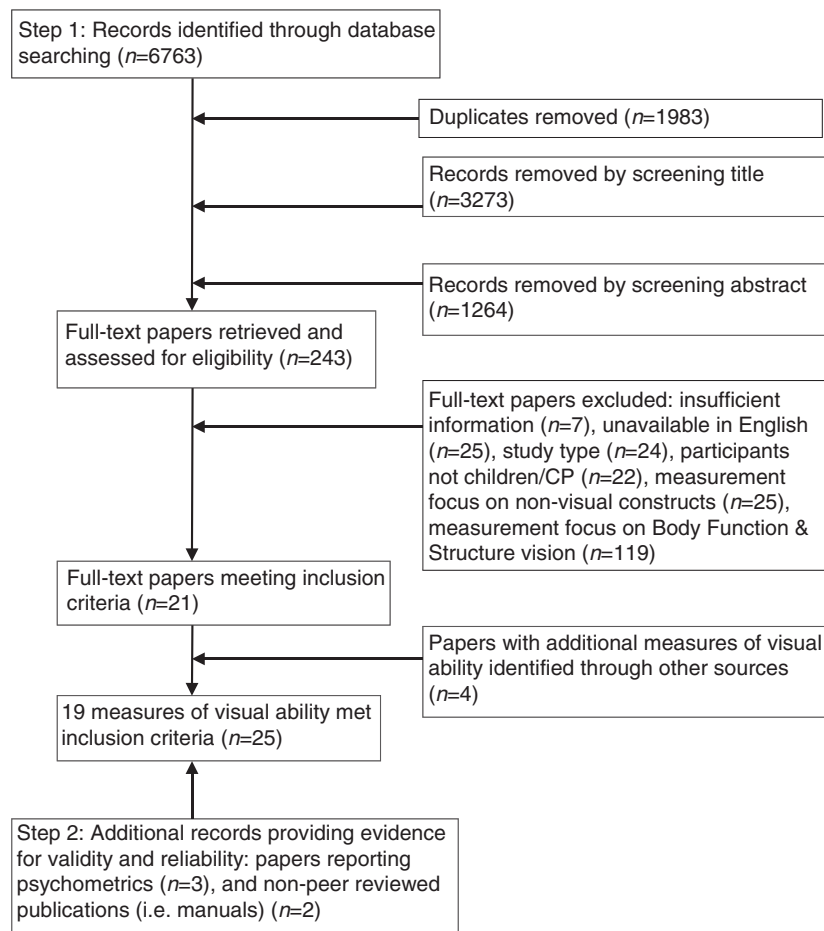 Step 1: Records identified through database
searching (n=6763)
Duplicates removed (n=1983)
Records removed by screening title
(n=3273)
Records removed by screening abstract
(n=1264)
Full-text papers retrieved and
assessed for eligibility (n=243)
Full-text papers excluded: insufficient
information (n=7), unavailable in English
(n=25), study type (n=24), participants
not children/CP (n=22), measurement
focus on non-visual constructs (n=25),
measurement focus on Body Function &
Structure vision (n=119)
Full-text papers meeting inclusion
criteria (n=21)
Papers with additional measures of visual
ability identified through other sources
(n=4)
19 measures of visual ability met
inclusion criteria (n=25)
Step 2: Additional records providing evidence
for validity and reliability: papers reporting
psychometrics (n=3), and non-peer reviewed
publications (i.e. manuals) (n=2)